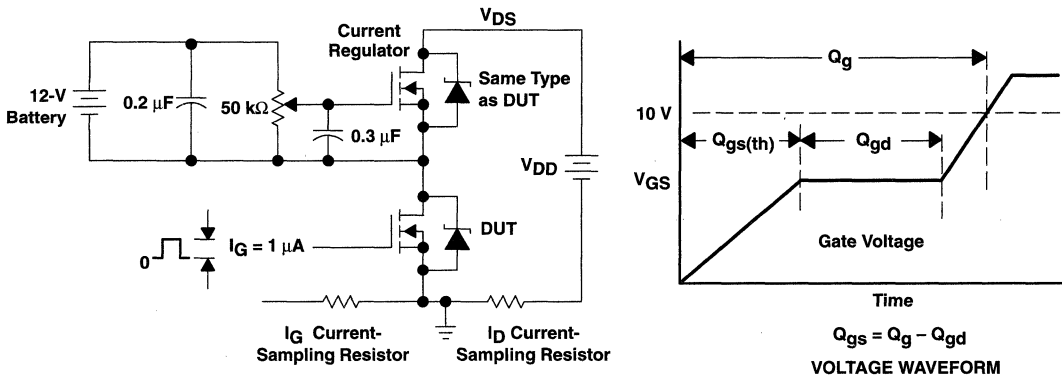 Current
Regulator
VDS
12-V
Battery
0.2 μF
50 kΩ
0.3 μF
Same Type
as DUT
VDD
0
IG = 1 μA
DUT
IG Current-
Sampling Resistor
ID Current-
Sampling Resistor
Qg
10 V
Qgs(th)
Qgd
VGS
Gate Voltage
Time
Qgs = Qg – Qgd
VOLTAGE WAVEFORM